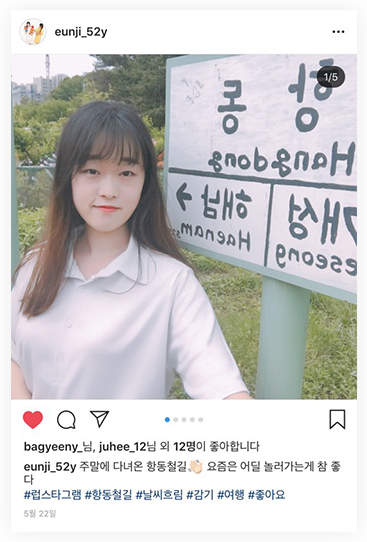 eunji_52y
1/5
항동
Hangdong
해남
개성
Haenam
eseong
bagyeeny_님, juhee_12님 외 12명이 좋아합니다
eunji_52y 주말에 다녀온 항동철길👏🏻 요즘은 어딜 놀러가는게 참 좋
다
#럽스타그램 #항동철길 #날씨흐림 #감기 #여행 #좋아요
5월 22일